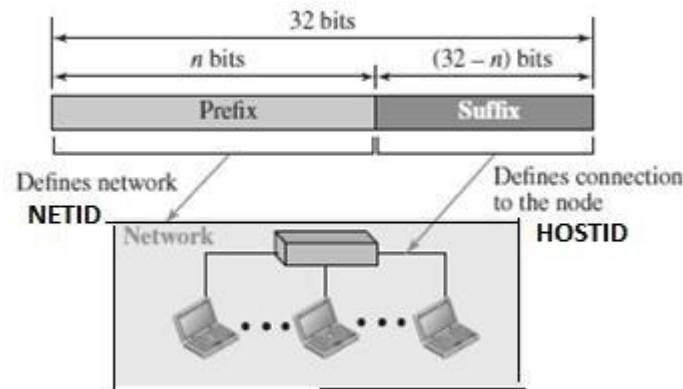 32 bits
n bits
(32 – n) bits
Prefix
Suffix
Defines network
NETID
Defines connection
to the node
HOSTID
Network